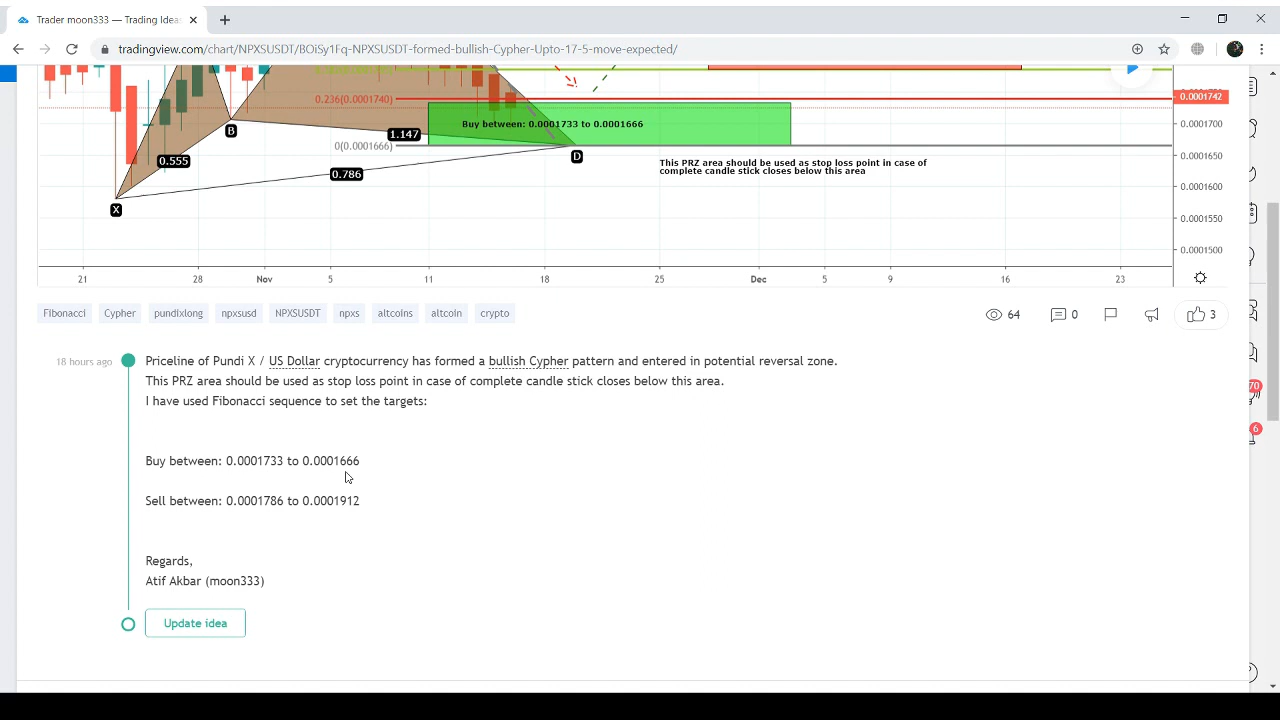 Trader moon333 — Trading Idea
tradingview.com/chart/NPXSUSDT/BOiSy1Fq-NPXSUSDT-formed-bullish-Cypher-Upto-17-5-move-expected/
0.236(0.0001740)
0.0001742
Buy between: 0.0001733 to 0.0001666
0.0001700
B
1.147
0(0.0001666)
D
0.555
0.786
This PRZ area should be used as stop loss point in case of
complete candle stick closes below this area
0.0001650
0.0001600
X
0.0001550
0.0001500
21 28 Nov 5 11 18 25 Dec 5 9 16 23
Fibonacci Cypher pundixlong npxsusd NPXSUSDT npxs altcoins altcoin crypto
64 0 3
18 hours ago
Priceline of Pundi X / US Dollar cryptocurrency has formed a bullish Cypher pattern and entered in potential reversal zone.
This PRZ area should be used as stop loss point in case of complete candle stick closes below this area.
I have used Fibonacci sequence to set the targets:
70
6
Buy between: 0.0001733 to 0.0001666
Sell between: 0.0001786 to 0.0001912
Regards,
Atif Akbar (moon333)
Update idea